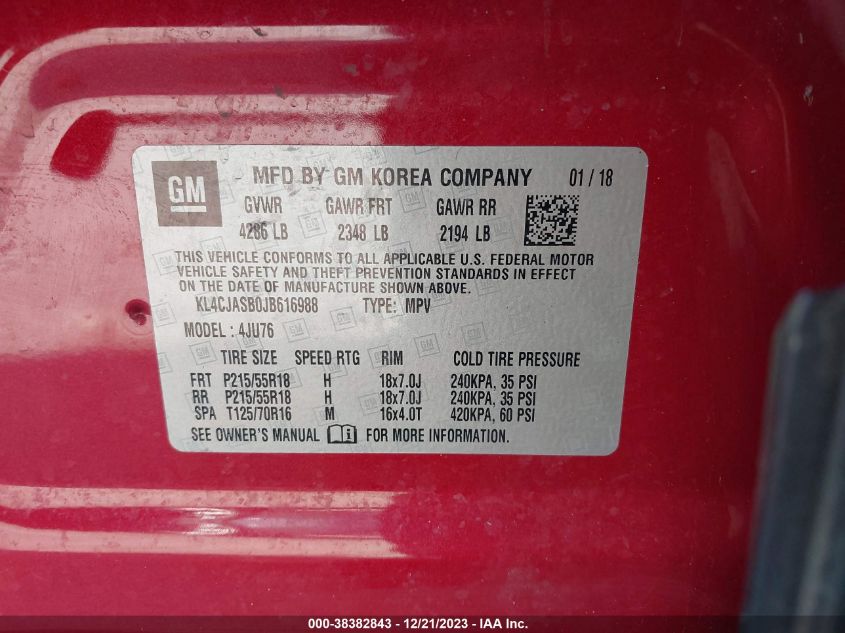 GM MFD BY GM KOREA COMPANY 01 / 18
GVWR GAWR FRT GAWR RR
4286 LB 2348 LB 2194 LB
THIS VEHICLE CONFORMS TO ALL APPLICABLE U.S. FEDERAL MOTOR
VEHICLE SAFETY AND THEFT PREVENTION STANDARDS IN EFFECT
ON THE DATE OF MANUFACTURE SHOWN ABOVE.
KL4CJASB0JB616988 TYPE: MPV
MODEL : 4JU76
TIRE SIZE SPEED RTG RIM COLD TIRE PRESSURE
FRT P215/55R18 H 18x7.0J 240KPA, 35 PSI
RR P215/55R18 H 18x7.0J 240KPA, 35 PSI
SPA T125/70R16 M 16x4.0T 420KPA, 60 PSI
SEE OWNER'S MANUAL FOR MORE INFORMATION.
000-38382843 - 12/21/2023 - IAA Inc.